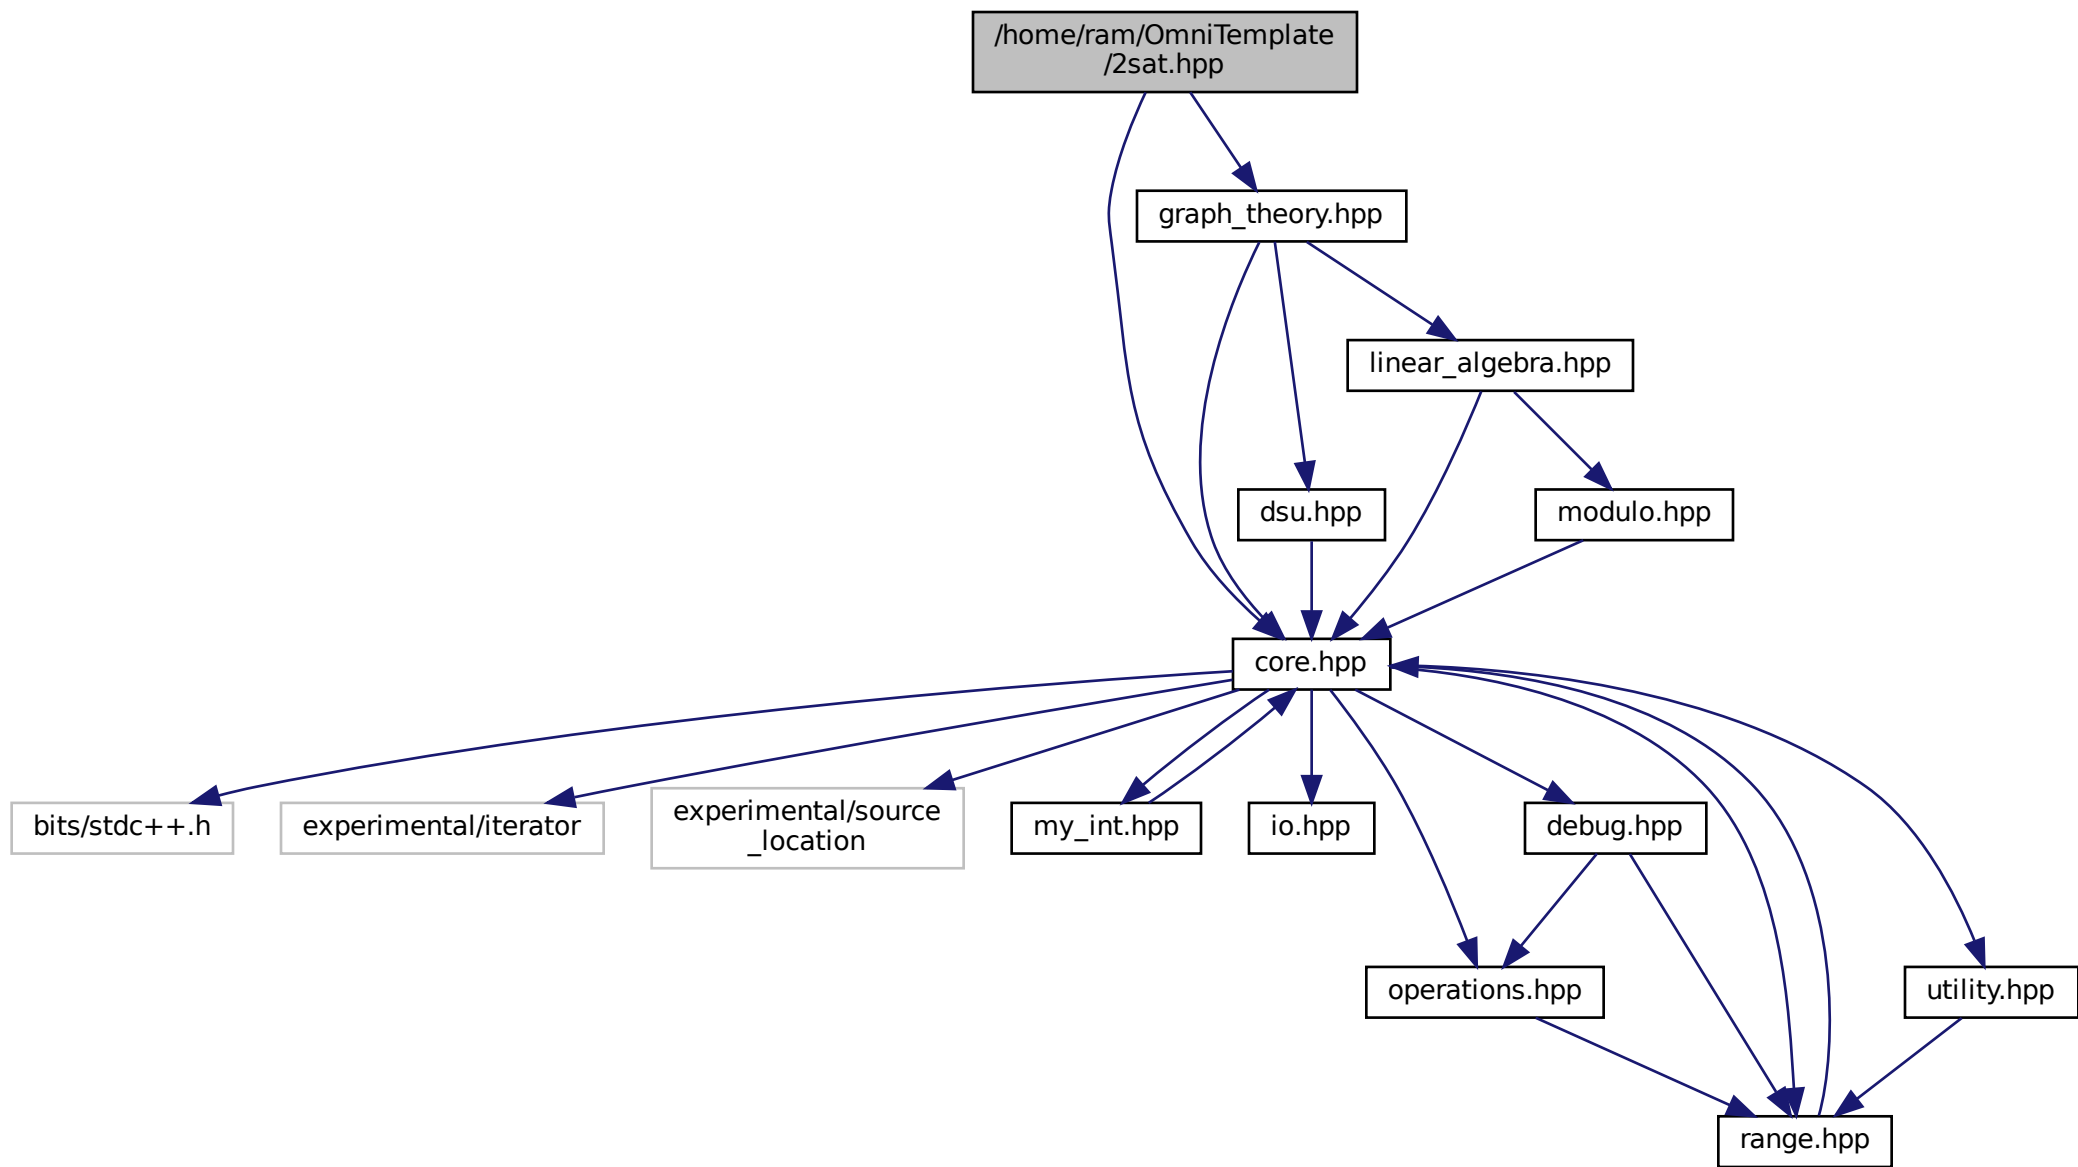 /home/ram/OmniTemplate
/2sat.hpp
graph_theory.hpp
linear_algebra.hpp
dsu.hpp
modulo.hpp
core.hpp
bits/stdc++.h
experimental/iterator
experimental/source
_location
my_int.hpp
io.hpp
debug.hpp
operations.hpp
utility.hpp
range.hpp